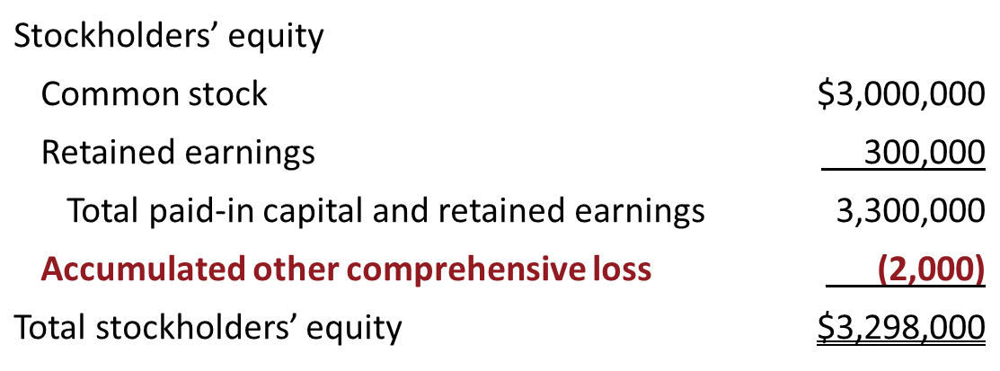 Stockholders’ equity
Common stock $3,000,000
Retained earnings 300,000
Total paid-in capital and retained earnings 3,300,000
Accumulated other comprehensive loss (2,000)
Total stockholders’ equity $3,298,000